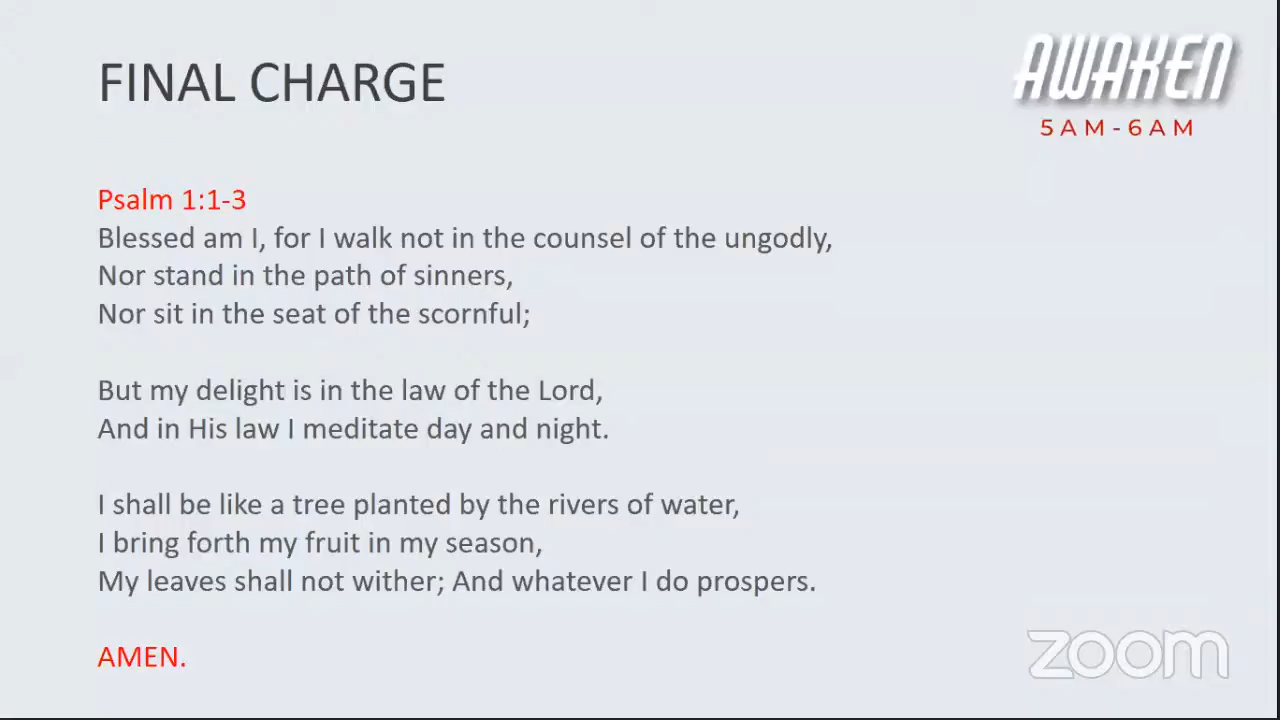 FINAL CHARGE
AWAKEN
5AM-6AM
Psalm 1:1-3
Blessed am I, for I walk not in the counsel of the ungodly,
Nor stand in the path of sinners,
Nor sit in the seat of the scornful;
But my delight is in the law of the Lord,
And in His law I meditate day and night.
I shall be like a tree planted by the rivers of water,
I bring forth my fruit in my season,
My leaves shall not wither; And whatever I do prospers.
AMEN.
zoom